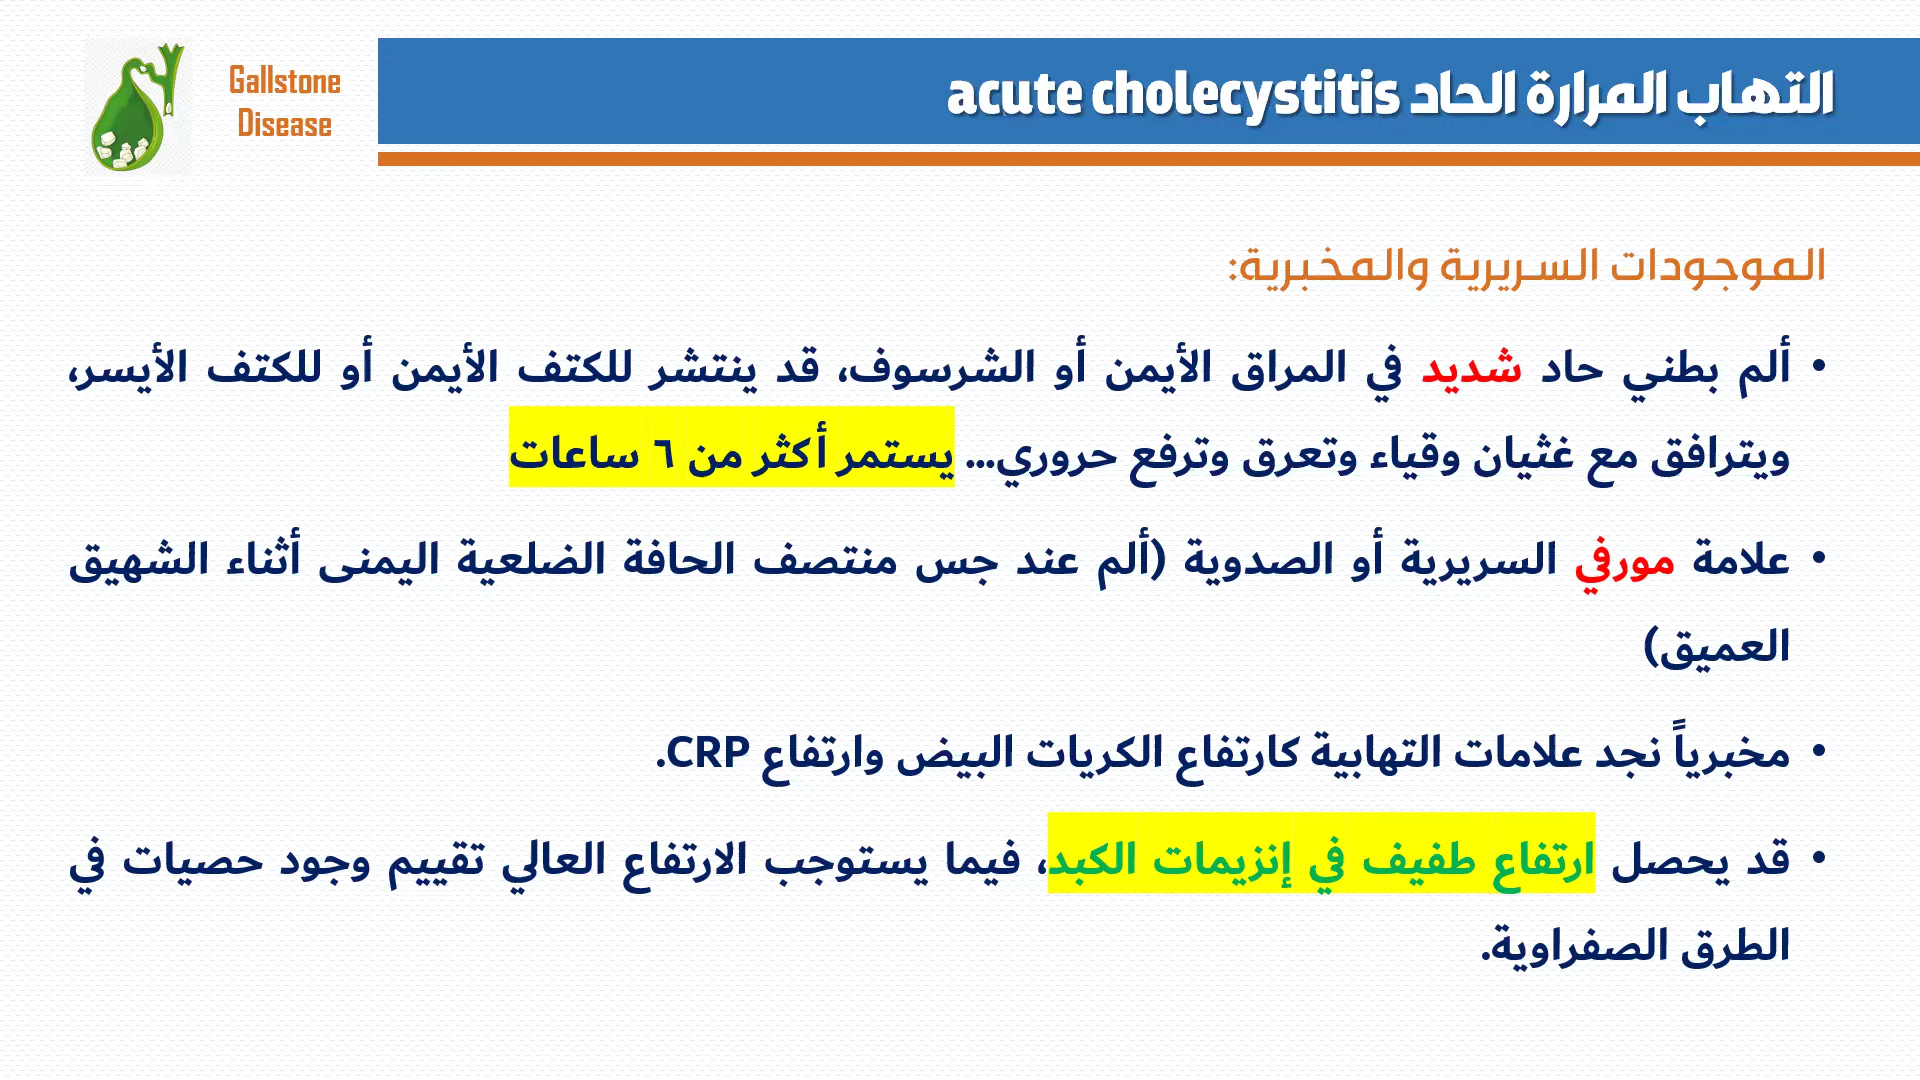 التهاب المرارة الحاد acute cholecystitis
Gallstone
Disease
الموجودات السريرية والمخبرية:
• ألم بطني حاد شديد في المراق الأيمن أو الشرسوف، قد ينتشر للكتف الأيمن أو للكتف الأيسر،
ويترافق مع غثيان وقياء وتعرق وترفع حروري... يستمر أكثر من ٦ ساعات
• علامة مورفي السريرية أو الصدوية (ألم عند جس منتصف الحافة الضلعية اليمنى أثناء الشهيق
العميق)
• مخبرياً نجد علامات التهابية كارتفاع الكريات البيض وارتفاع CRP.
• قد يحصل ارتفاع طفيف في إنزيمات الكبد، فيما يستوجب الارتفاع العالي تقييم وجود حصيات في
الطرق الصفراوية.